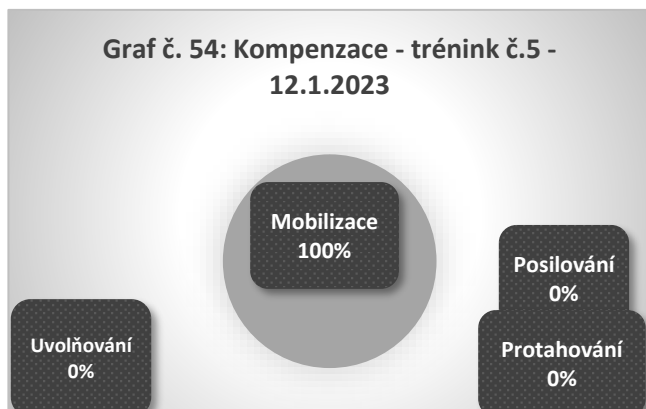 Graf č. 54: Kompenzace - trénink č.5 -
12.1.2023
Mobilizace
100%
Posilování
0%
Uvolňování
0%
Protahování
0%